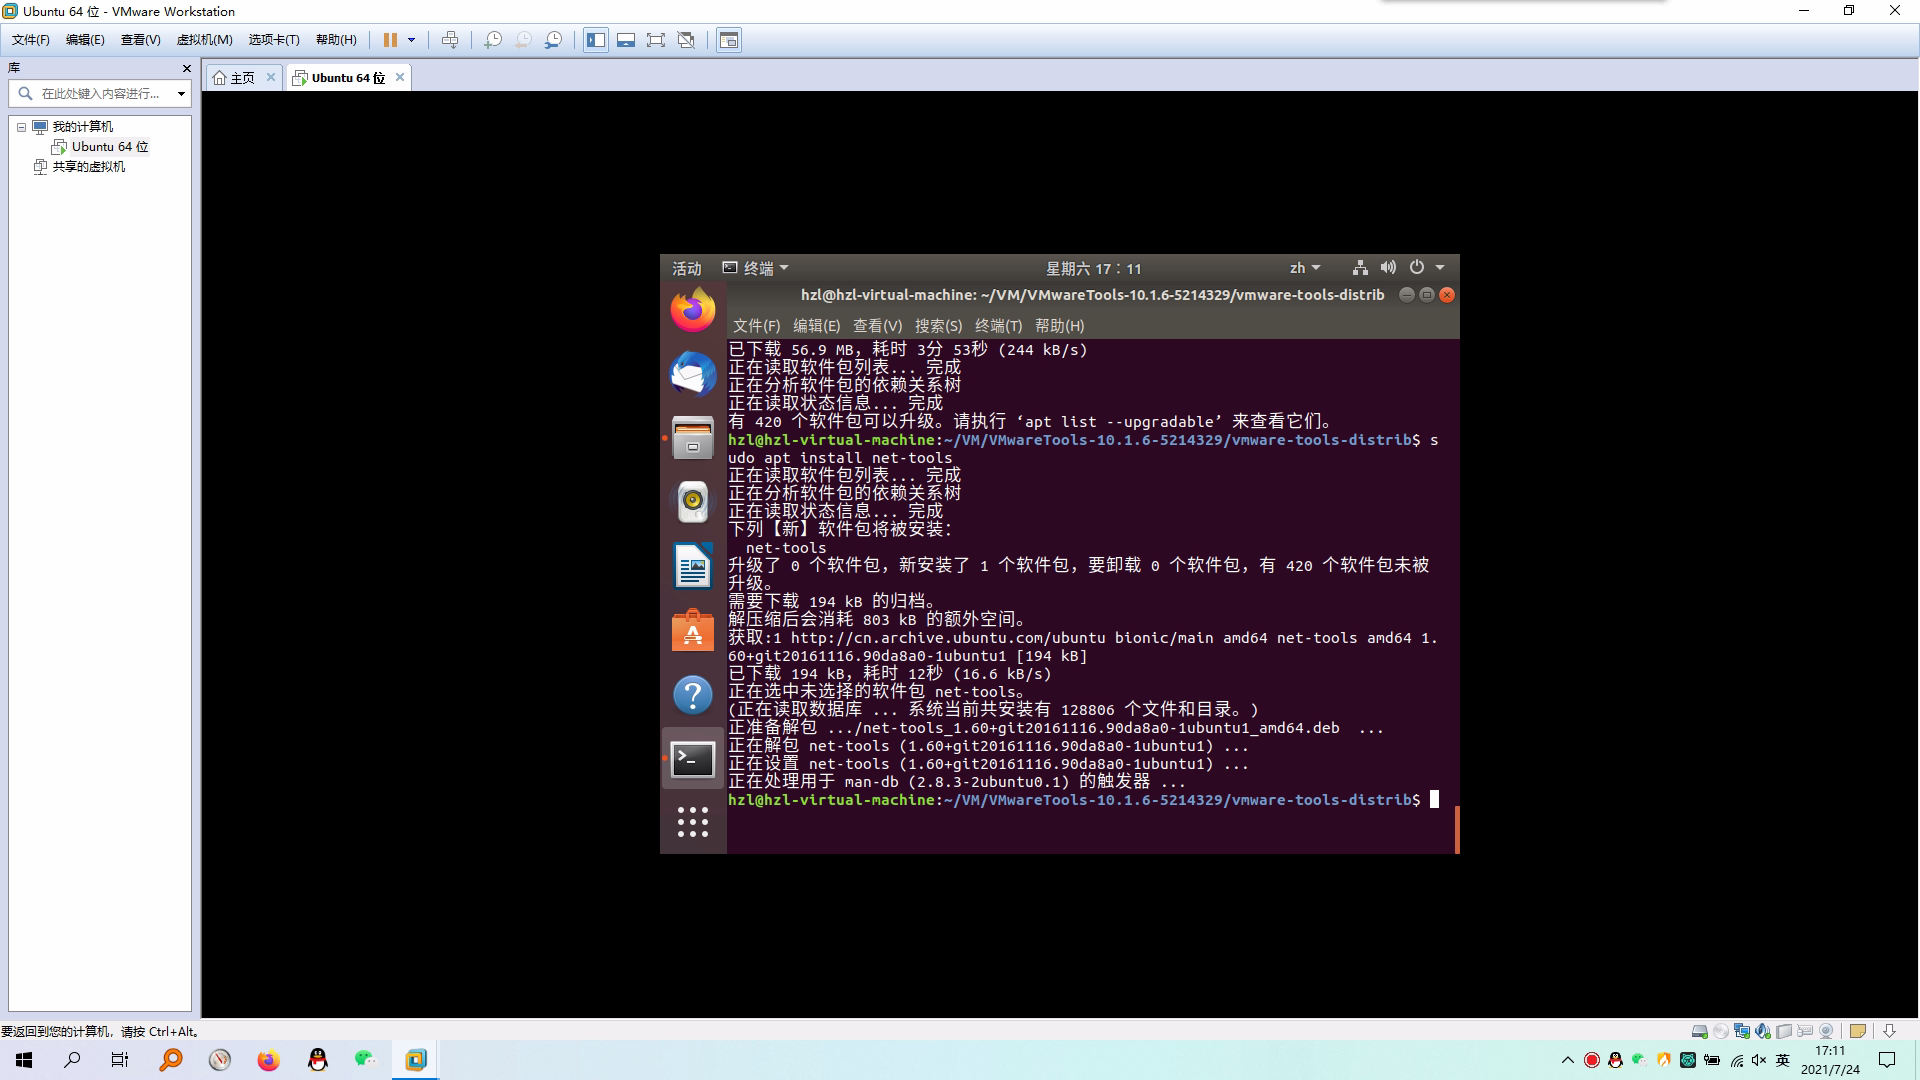 Ubuntu 64 位 - VMware Workstation
文件(F) 编辑(E) 查看(V) 虚拟机(M) 选项卡(T) 帮助(H)
库
在此处键入内容进行...
我的计算机
Ubuntu 64 位
共享的虚拟机
主页
Ubuntu 64 位
活动 终端 星期六 17：11 zh
hzl@hzl-virtual-machine: ~/VM/VMwareTools-10.1.6-5214329/vmware-tools-distrib
文件(F) 编辑(E) 查看(V) 搜索(S) 终端(T) 帮助(H)
已下载 56.9 MB，耗时 3分 53秒 (244 kB/s)
正在读取软件包列表... 完成
正在分析软件包的依赖关系树
正在读取状态信息... 完成
有 420 个软件包可以升级。请执行 ‘apt list --upgradable’ 来查看它们。
hzl@hzl-virtual-machine:~/VM/VMwareTools-10.1.6-5214329/vmware-tools-distrib$ s
udo apt install net-tools
正在读取软件包列表... 完成
正在分析软件包的依赖关系树
正在读取状态信息... 完成
下列【新】软件包将被安装：
net-tools
升级了 0 个软件包，新安装了 1 个软件包，要卸载 0 个软件包，有 420 个软件包未被
升级。
需要下载 194 kB 的归档。
解压缩后会消耗 803 kB 的额外空间。
获取:1 http://cn.archive.ubuntu.com/ubuntu bionic/main amd64 net-tools amd64 1.
60+git20161116.90da8a0-1ubuntu1 [194 kB]
已下载 194 kB，耗时 12秒 (16.6 kB/s)
正在选中未选择的软件包 net-tools。
(正在读取数据库 ... 系统当前共安装有 128806 个文件和目录。)
正准备解包 .../net-tools_1.60+git20161116.90da8a0-1ubuntu1_amd64.deb ...
正在解包 net-tools (1.60+git20161116.90da8a0-1ubuntu1) ...
正在设置 net-tools (1.60+git20161116.90da8a0-1ubuntu1) ...
正在处理用于 man-db (2.8.3-2ubuntu0.1) 的触发器 ...
hzl@hzl-virtual-machine:~/VM/VMwareTools-10.1.6-5214329/vmware-tools-distrib$
要返回到您的计算机，请按 Ctrl+Alt。
英
17:11
2021/7/24